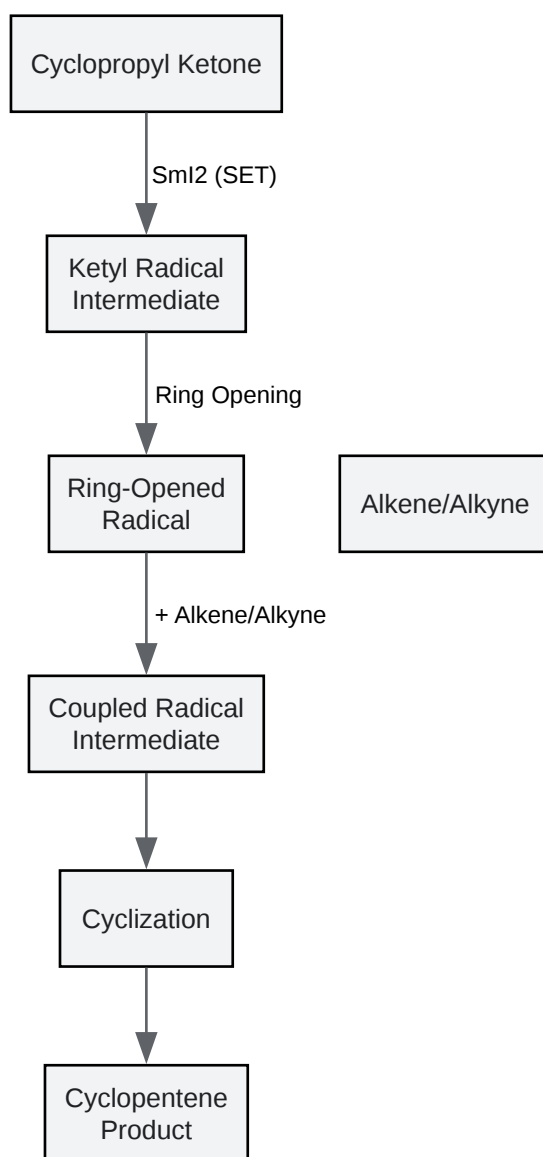 Cyclopropyl Ketone
SmI2 (SET)
Ketyl Radical
Intermediate
Ring Opening
Ring-Opened
Radical
Alkene/Alkyne
+ Alkene/Alkyne
Coupled Radical
Intermediate
Cyclization
Cyclopentene
Product